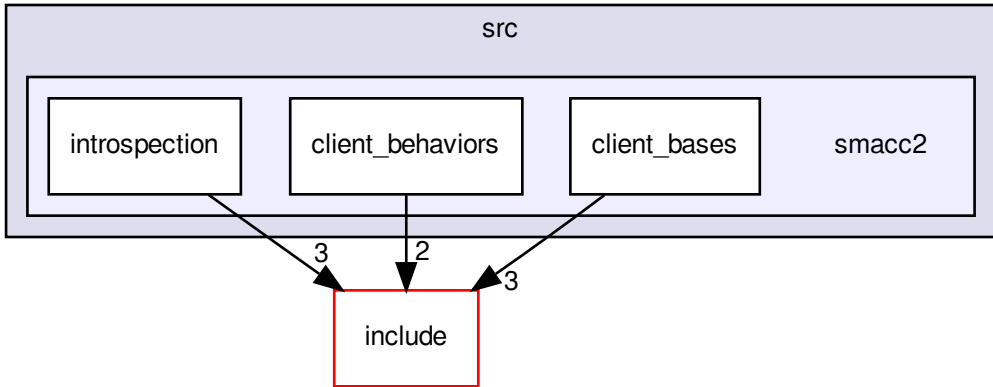 src
introspection
client_behaviors
client_bases
smacc2
3
2
3
include